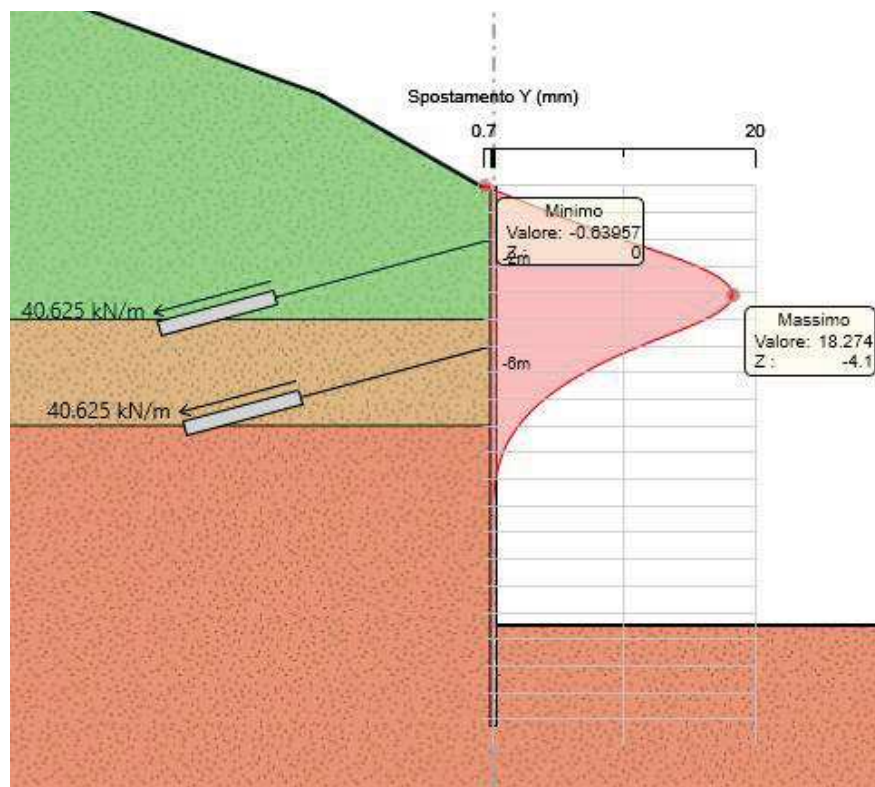 Spostamento Y (mm)
0.7 20
Minimo
Valore: -0.63957
Z : 0
-2m
40.625 kN/m
Massimo
Valore: 18.274
Z : -4.1
-6m
40.625 kN/m